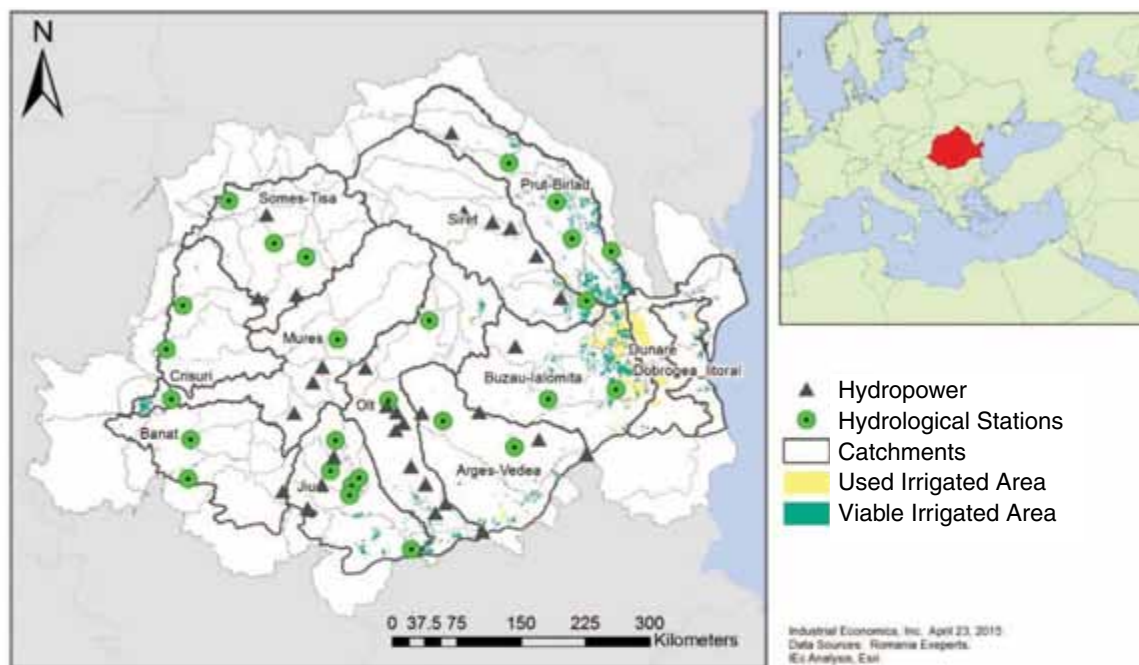 N
Somes-Tisa
Prut-Birlad
Siret
Mures
Crisuri
Dunare
Dobrogea_litoral
Buzau-Ialomita
Olt
Banat
Arges-Vedea
Jiu
0 37.5 75 150 225 300
Kilometers
Hydropower
Hydrological Stations
Catchments
Used Irrigated Area
Viable Irrigated Area
Industrial Economics, Inc. April 23, 2015
Data Sources: Romania Exeperts,
IEc Analysis, Esri